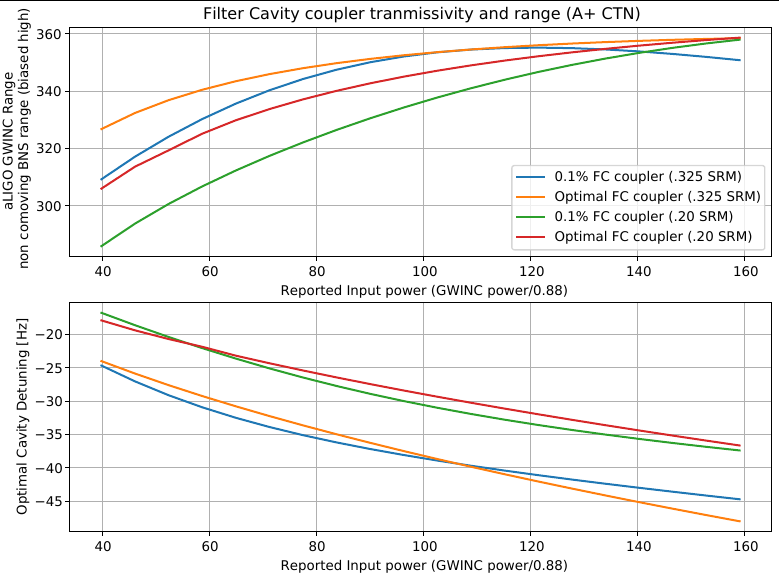 Filter Cavity coupler tranmissivity and range (A+ CTN)
aLIGO GWINC Range
non comoving BNS range (biased high)
360
340
320
300
0.1% FC coupler (.325 SRM)
Optimal FC coupler (.325 SRM)
0.1% FC coupler (.20 SRM)
Optimal FC coupler (.20 SRM)
40 60 80 100 120 140 160
Reported Input power (GWINC power/0.88)
Optimal Cavity Detuning [Hz]
−20
−25
−30
−35
−40
−45
40 60 80 100 120 140 160
Reported Input power (GWINC power/0.88)